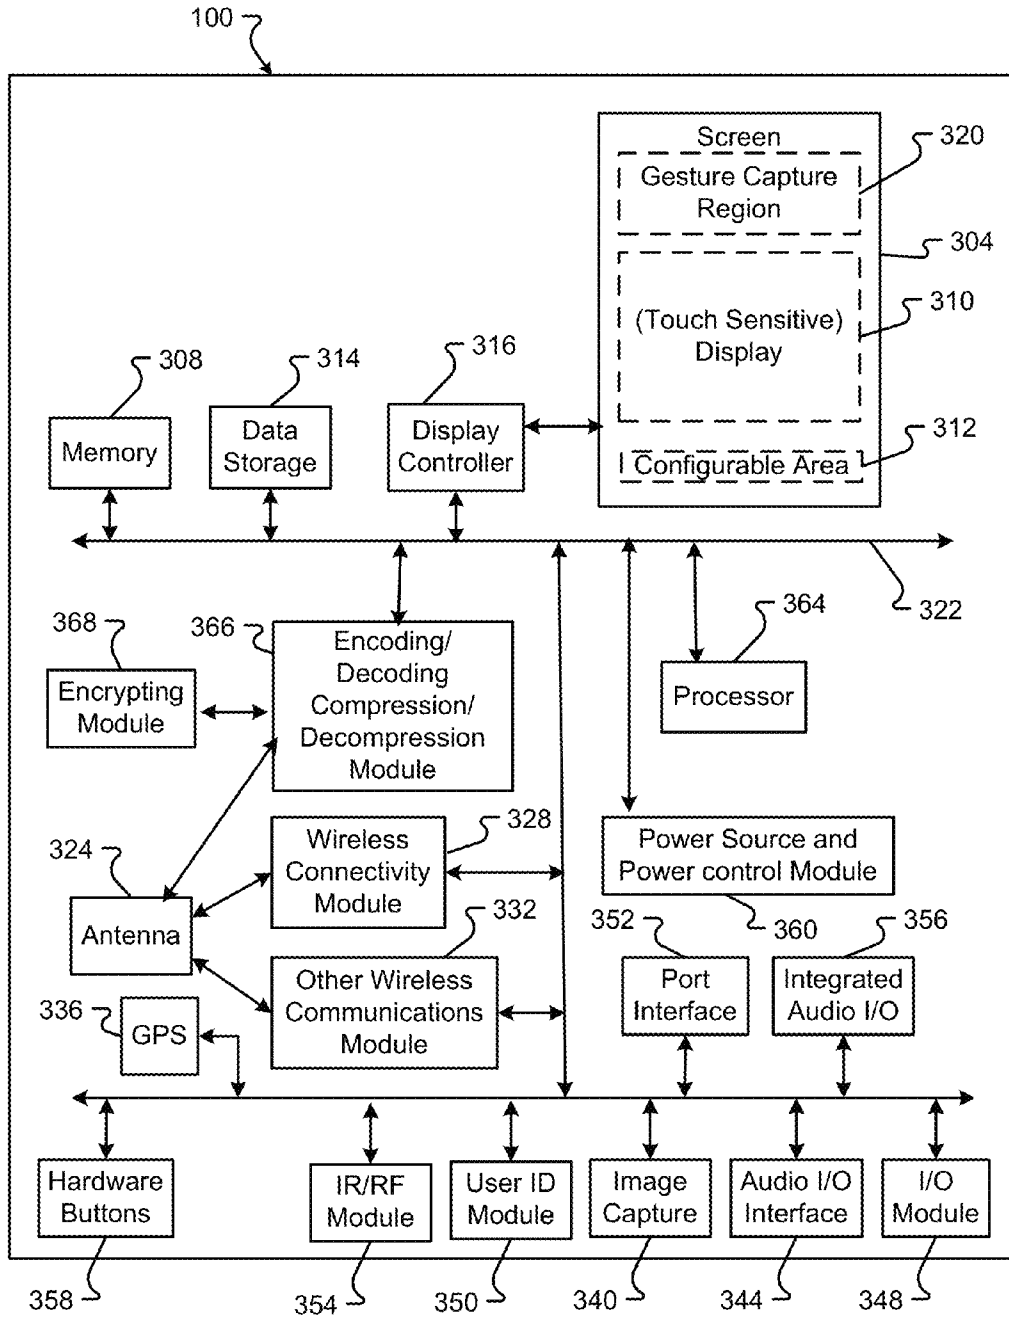 100
Screen
320
Gesture Capture
Region
304
310
(Touch Sensitive)
Display
308
314
316
312
Memory
Data
Storage
Display
Controller
Configurable Area
322
368
366
364
Encrypting
Module
Encoding/
Decoding
Compression/
Decompression
Module
Processor
324
Wireless
Connectivity
Module
328
Power Source and
Power control Module
Antenna
332
352
360
356
336
GPS
Other Wireless
Communications
Module
Port
Interface
Integrated
Audio I/O
Hardware
Buttons
IR/RF
Module
User ID
Module
Image
Capture
Audio I/O
Interface
I/O
Module
358
354
350
340
344
348